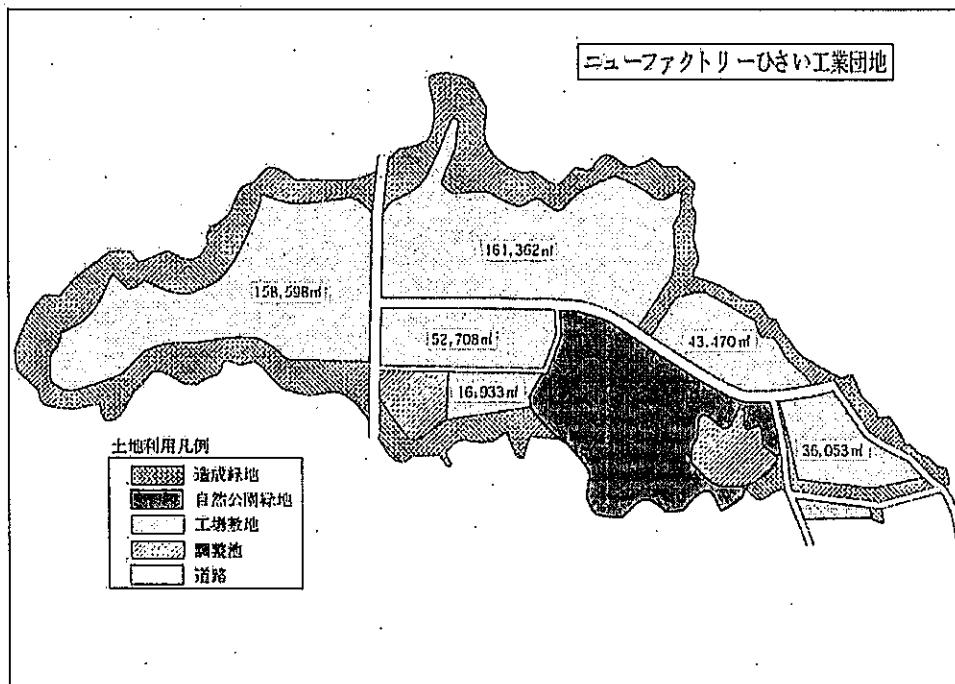 ニューファクトリーひさい工業団地
161,362㎡
158,598㎡
52,708㎡
43,470㎡
16,933㎡
35,053㎡
土地利用凡例
造成緑地
自然公園緑地
工場敷地
調整池
道路